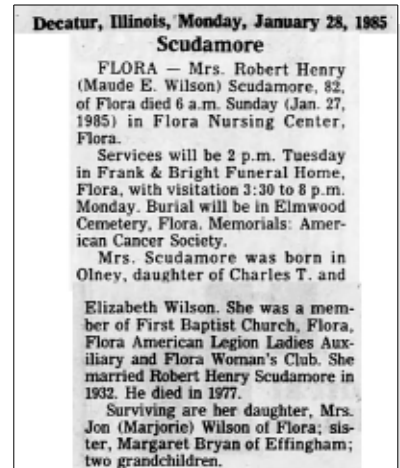 Decatur, Illinois, Monday, January 28, 1985
Scudamore
FLORA — Mrs. Robert Henry
(Maude E. Wilson) Scudamore, 82,
of Flora died 6 a.m. Sunday (Jan. 27,
1985) in Flora Nursing Center,
Flora.
Services will be 2 p.m. Tuesday
in Frank & Bright Funeral Home,
Flora, with visitation 3:30 to 8 p.m.
Monday. Burial will be in Elmwood
Cemetery, Flora. Memorials: Amer-
ican Cancer Society.
Mrs. Scudamore was born in
Olney, daughter of Charles T. and
Elizabeth Wilson. She was a mem-
ber of First Baptist Church, Flora,
Flora American Legion Ladies Aux-
iliary and Flora Woman's Club. She
married Robert Henry Scudamore in
1932. He died in 1977.
Surviving are her daughter, Mrs.
Jon (Marjorie) Wilson of Flora; sis-
ter, Margaret Bryan of Effingham;
two grandchildren.